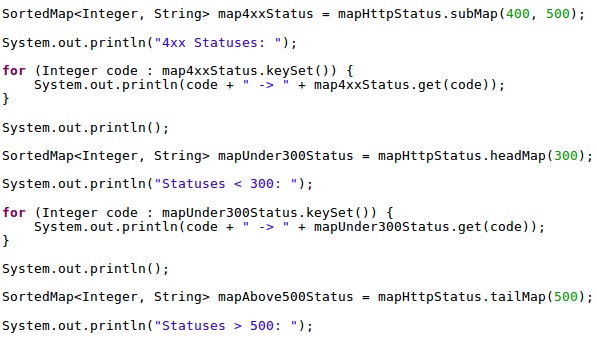 SortedMap<Integer, String> map4xxStatus = mapHttpStatus.subMap(400, 500);
System.out.println("4xx Statuses: ");
for (Integer code : map4xxStatus.keySet()) {
System.out.println(code + " -> " + map4xxStatus.get(code));
}
System.out.println();
SortedMap<Integer, String> mapUnder300Status = mapHttpStatus.headMap(300);
System.out.println("Statuses < 300: ");
for (Integer code : mapUnder300Status.keySet()) {
System.out.println(code + " -> " + mapUnder300Status.get(code));
}
System.out.println();
SortedMap<Integer, String> mapAbove500Status = mapHttpStatus.tailMap(500);
System.out.println("Statuses > 500: ");